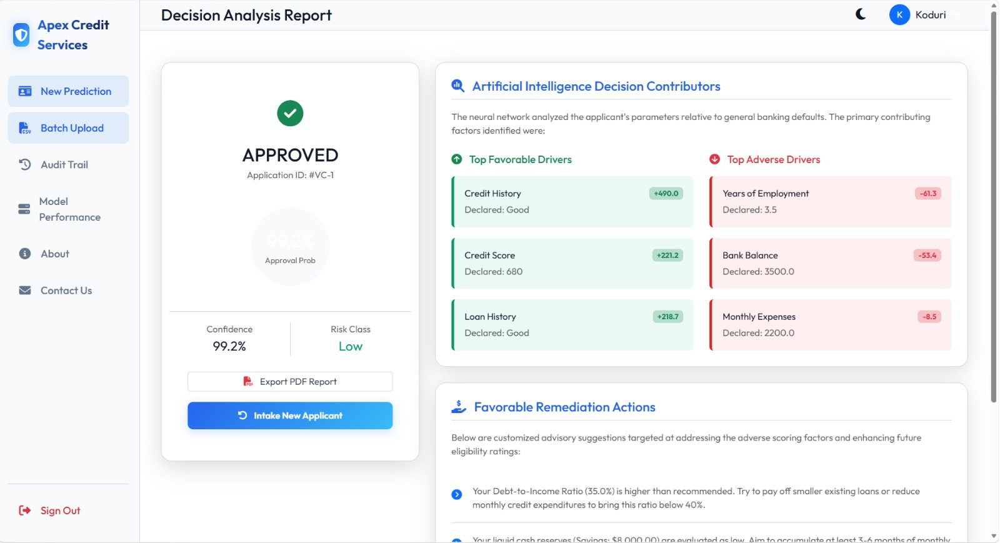 Apex Credit
Services
New Prediction
CSV
Batch Upload
Audit Trail
Model
Performance
About
Contact Us
Sign Out
Decision Analysis Report
K
Koduri
APPROVED
Application ID: #VC-1
99.2%
Approval Prob
Confidence
99.2%
Risk Class
Low
PDF
Export PDF Report
Intake New Applicant
Artificial Intelligence Decision Contributors
The neural network analyzed the applicant's parameters relative to general banking defaults. The primary contributing
factors identified were:
Top Favorable Drivers
Credit History
+490.0
Declared: Good
Credit Score
+221.2
Declared: 680
Loan History
+218.7
Declared: Good
Top Adverse Drivers
Years of Employment
-61.3
Declared: 3.5
Bank Balance
-53.4
Declared: 3500.0
Monthly Expenses
-8.5
Declared: 2200.0
Favorable Remediation Actions
Below are customized advisory suggestions targeted at addressing the adverse scoring factors and enhancing future
eligibility ratings:
Your Debt-to-Income Ratio (35.0%) is higher than recommended. Try to pay off smaller existing loans or reduce
monthly credit expenditures to bring this ratio below 40%.
Your liquid cash reserves (Savings: $8,000.00) are evaluated as low. Aim to accumulate at least 3-6 months of monthly